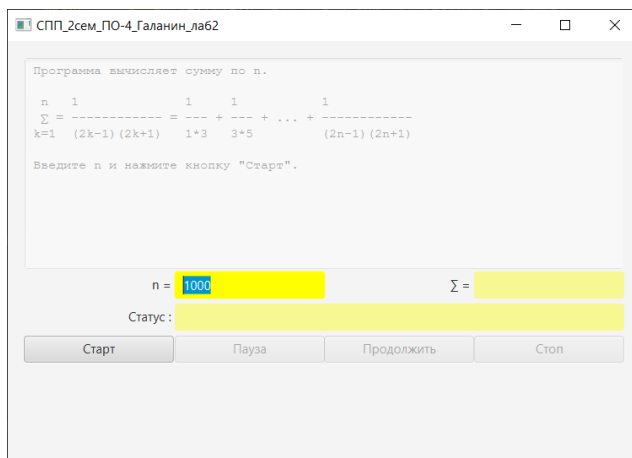 СПП_2сем_ПО-4_Галанин_лаб2
Программа вычисляет сумму по n.
n 1 1 1 1
∑ = ------------ = --- + --- + ... + ------------
k=1 (2k-1)(2k+1) 1*3 3*5 (2n-1)(2n+1)
Введите n и нажмите кнопку "Старт".
n = 1000 ∑ =
Статус :
Старт Пауза Продолжить Стоп